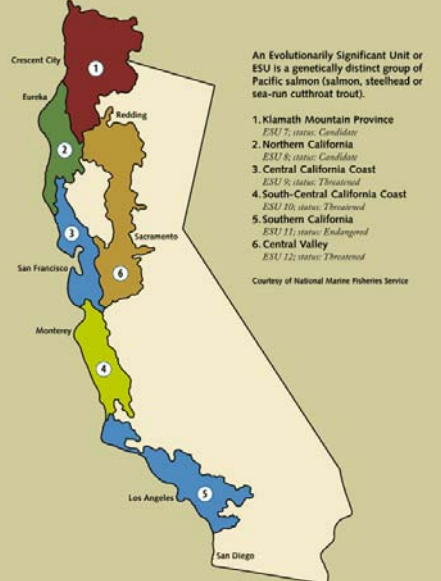 Crescent City
1
Eureka
Redding
2
3
Sacramento
San Francisco
6
Monterey
4
Los Angeles
5
San Diego
An Evolutionarily Significant Unit or
ESU is a genetically distinct group of
Pacific salmon (salmon, steelhead or
sea-run cutthroat trout).
1. Klamath Mountain Province
ESU 7; status: Candidate
2. Northern California
ESU 8; status: Candidate
3. Central California Coast
ESU 9; status: Threatened
4. South-Central California Coast
ESU 10; status: Threatened
5. Southern California
ESU 11; status: Endangered
6. Central Valley
ESU 12; status: Threatened
Courtesy of National Marine Fisheries Service